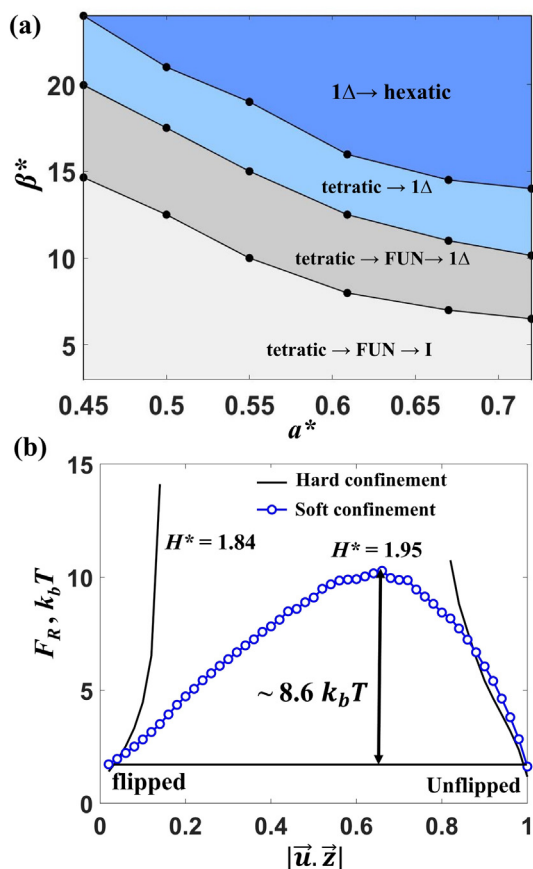 (a)
20
15
10
5
β*
1Δ→ hexatic
tetratic → 1Δ
tetratic → FUN→ 1Δ
tetratic → FUN → I
0.45 0.5 0.55 0.6 0.65 0.7
a*
(b)
15
10
5
0
F_R, k_bT
Hard confinement
Soft confinement
H* = 1.84
H* = 1.95
~ 8.6 k_bT
flipped
Unflipped
0 0.2 0.4 0.6 0.8 1
|u⃗.z⃗|